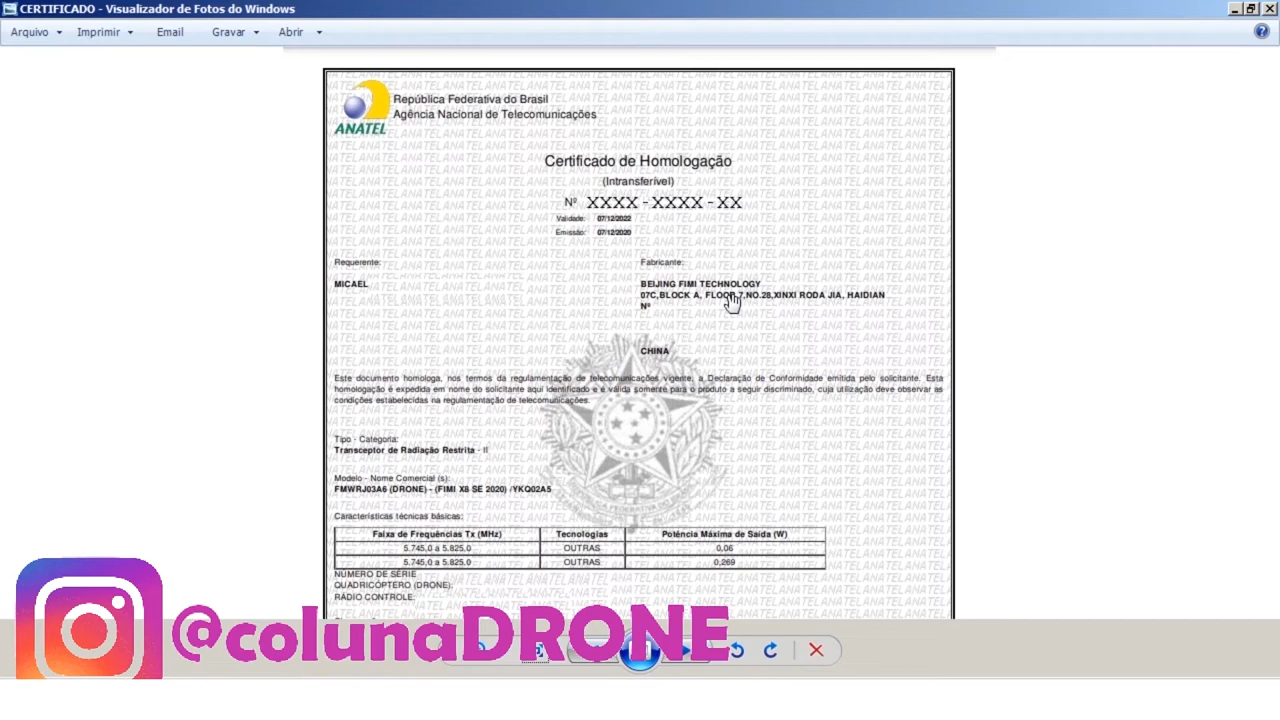 CERTIFICADO - Visualizador de Fotos do Windows
Arquivo Imprimir Email Gravar Abrir
República Federativa do Brasil
Agência Nacional de Telecomunicações
ANATEL
Certificado de Homologação
(Intransferível)
Nº XXXX - XXXX - XX
Validade: 07/12/2022
Emissão: 07/12/2020
Requerente: Fabricante:
MICAEL BEIJING FIMI TECHNOLOGY
07C,BLOCK A, FLOOR 7,NO.28,XINXI RODA JIA, HAIDIAN
Nº
CHINA
Este documento homologa, nos termos da regulamentação de telecomunicações vigente, a Declaração de Conformidade emitida pelo solicitante. Esta
homologação é expedida em nome do solicitante aqui identificado e é válida somente para o produto a seguir discriminado, cuja utilização deve observar as
condições estabelecidas na regulamentação de telecomunicações.
Tipo - Categoria:
Transceptor de Radiação Restrita - II
Modelo - Nome Comercial (s):
FMWRJ03A6 (DRONE) - (FIMI X8 SE 2020) /YKQ02A5
Características técnicas básicas:
Faixa de Frequências Tx (MHz) Tecnologias Potência Máxima de Saída (W)
5.745,0 a 5.825,0 OUTRAS 0,06
5.745,0 a 5.825,0 OUTRAS 0,269
NÚMERO DE SÉRIE
QUADRICÓPTERO (DRONE):
RÁDIO CONTROLE:
@colunaDRONE